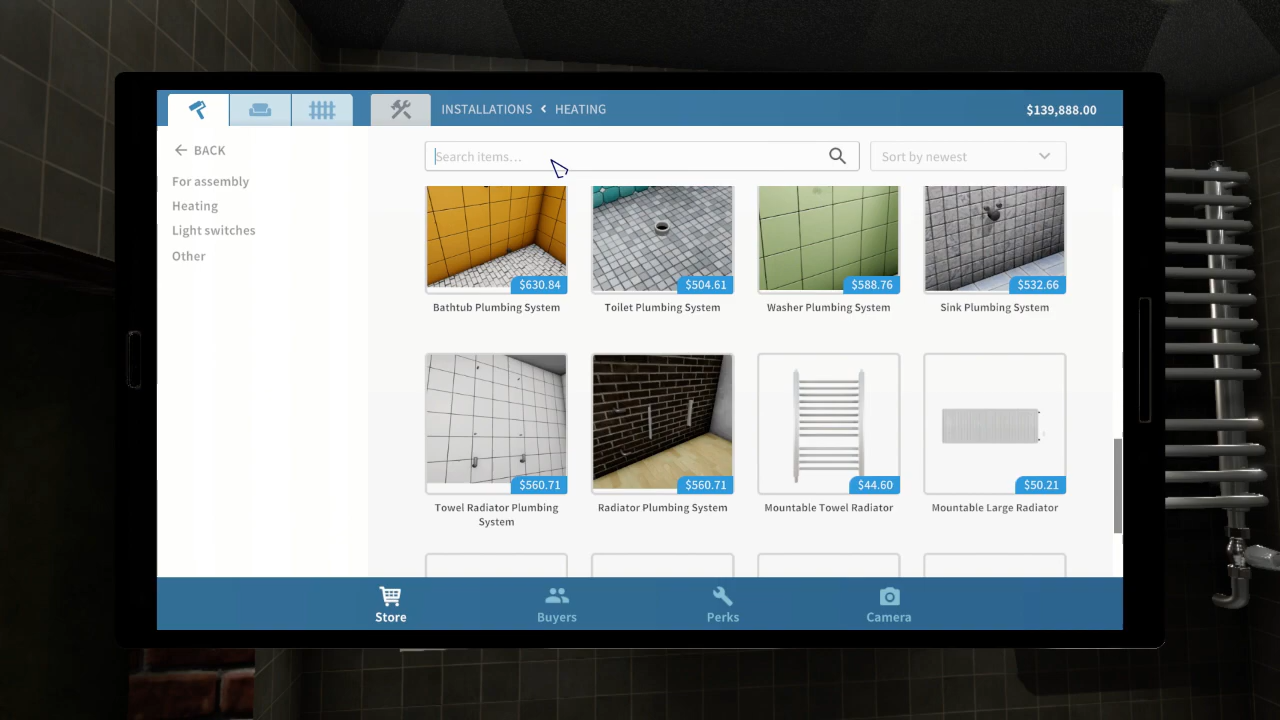 INSTALLATIONS < HEATING
$139,888.00
BACK
For assembly
Heating
Light switches
Other
Search items...
Sort by newest
$630.84
$504.61
$588.76
$532.66
Bathtub Plumbing System
Toilet Plumbing System
Washer Plumbing System
Sink Plumbing System
$560.71
$560.71
$44.60
$50.21
Towel Radiator Plumbing
System
Radiator Plumbing System
Mountable Towel Radiator
Mountable Large Radiator
Store
Buyers
Perks
Camera